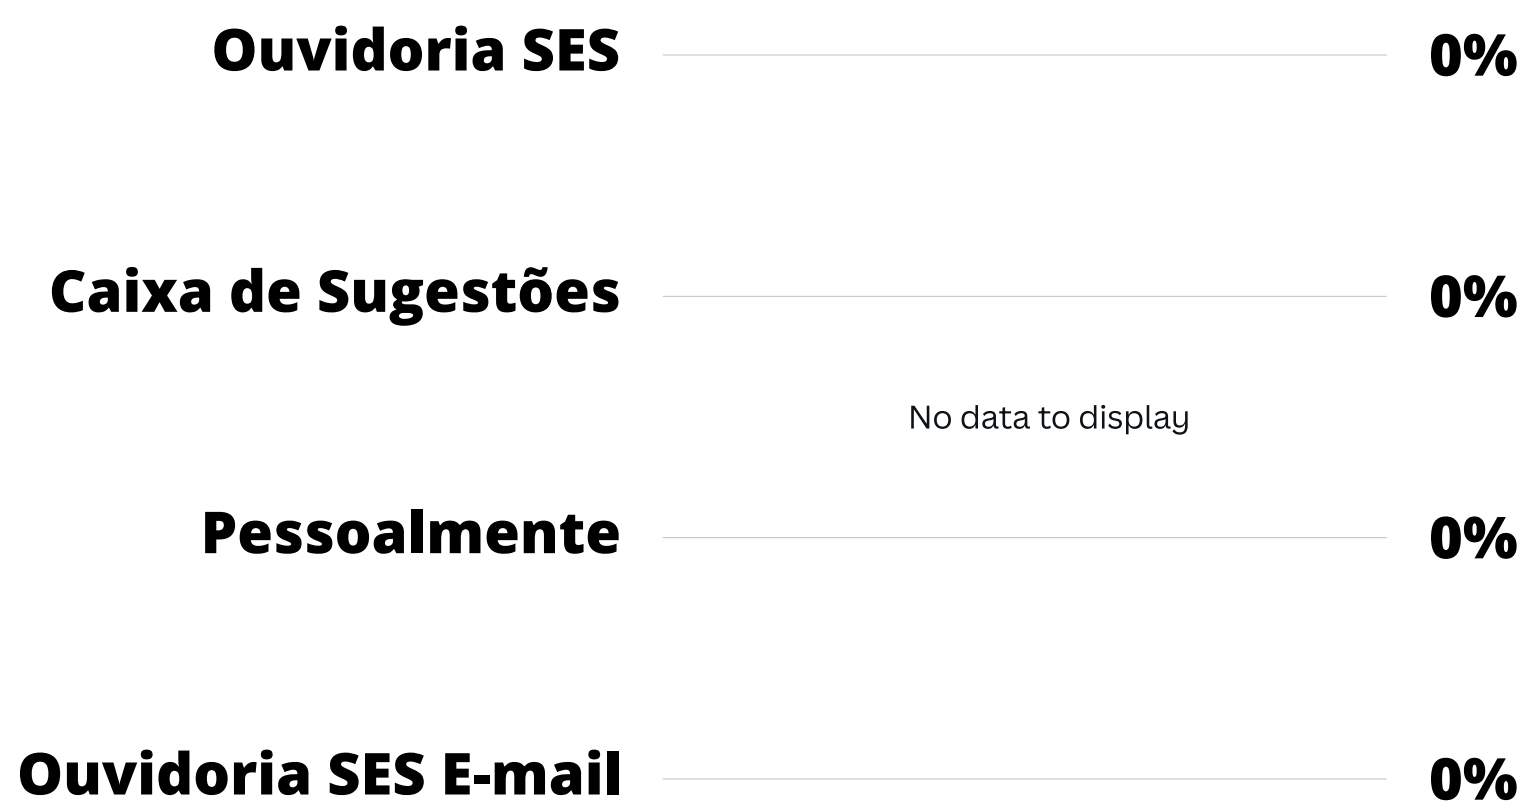 Ouvidoria SES 0%
Caixa de Sugestões 0%
No data to display
Pessoalmente 0%
Ouvidoria SES E-mail 0%